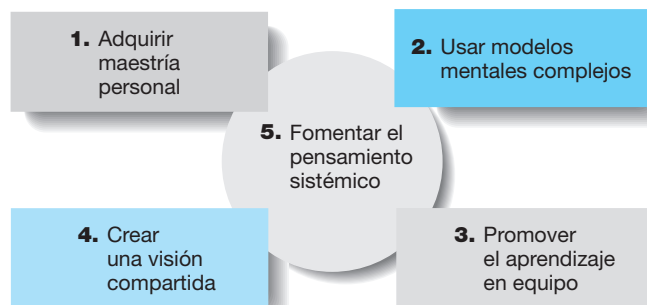 1. Adquirir
maestría
personal
2. Usar modelos
mentales complejos
5. Fomentar el
pensamiento
sistémico
4. Crear
una visión
compartida
3. Promover
el aprendizaje
en equipo